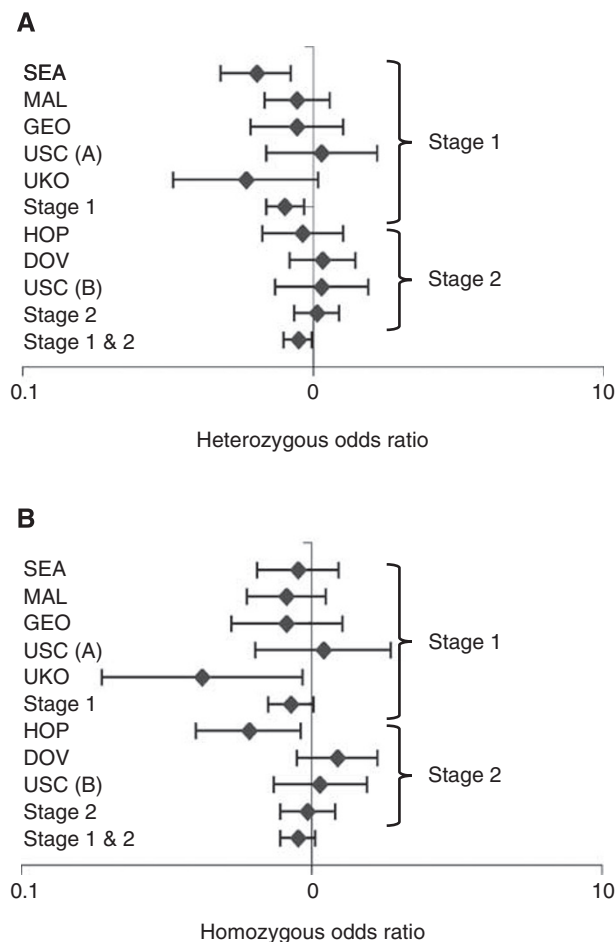 A
SEA
MAL
GEO
USC (A)
UKO
Stage 1
HOP
DOV
USC (B)
Stage 2
Stage 1 & 2
Stage 1
Stage 2
0.1 0 10
Heterozygous odds ratio
B
SEA
MAL
GEO
USC (A)
UKO
Stage 1
HOP
DOV
USC (B)
Stage 2
Stage 1 & 2
Stage 1
Stage 2
0.1 0 10
Homozygous odds ratio